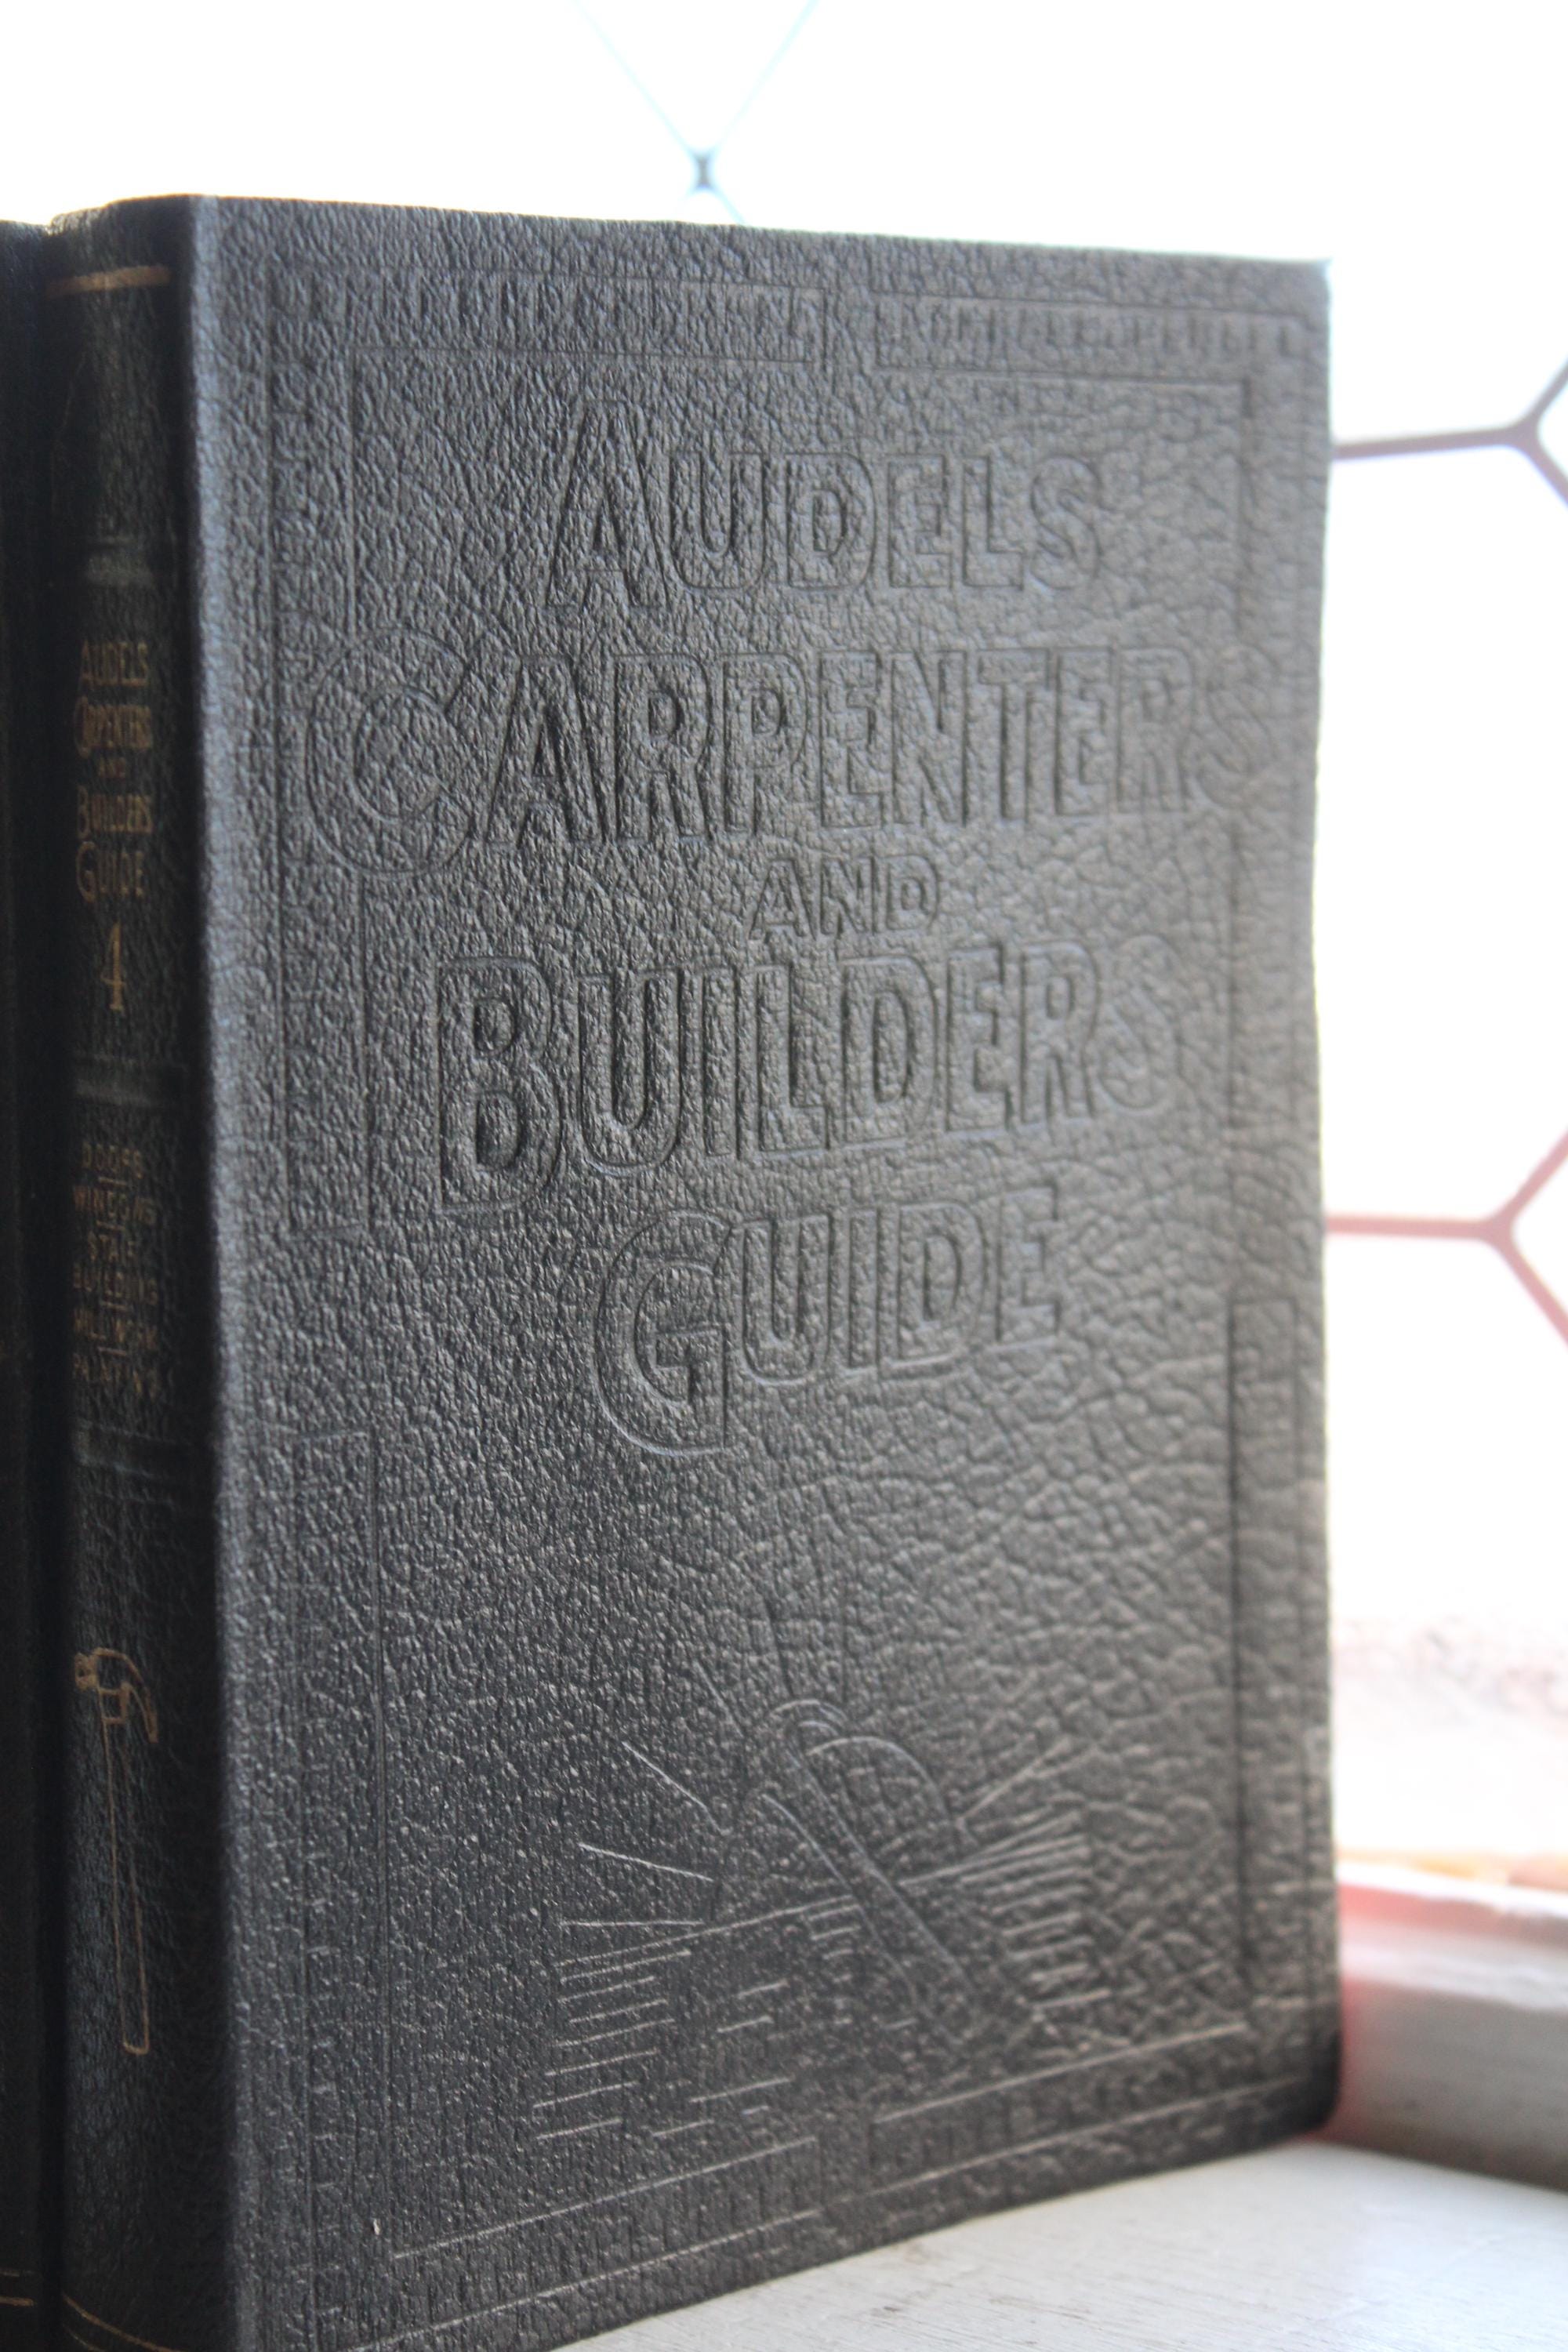 AUDELS
CARPENTERS
AND
BUILDERS
GUIDE
4
DOORS
WINDOWS
STAIR
BUILDING
MILLWORK
PAINTING
AUDELS
CARPENTERS
AND
BUILDERS
GUIDE